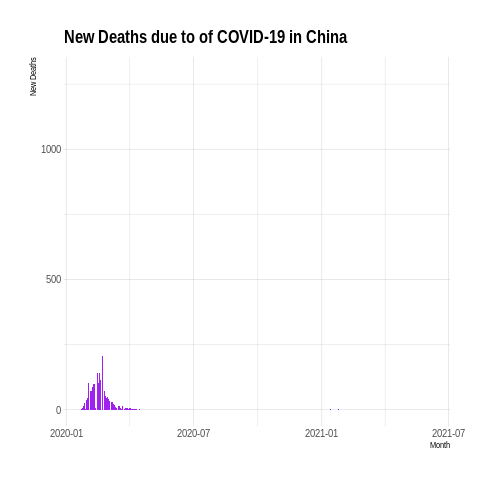 New Deaths due to of COVID-19 in China
New Deaths
1000
500
0
2020-01 2020-07 2021-01 2021-07
Month